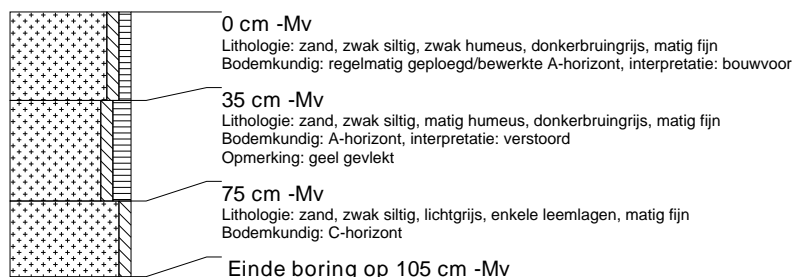 0 cm -Mv
Lithologie: zand, zwak siltig, zwak humeus, donkerbruingrijs, matig fijn
Bodemkundig: regelmatig geploegd/bewerkte A-horizont, interpretatie: bouwvoor
35 cm -Mv
Lithologie: zand, zwak siltig, matig humeus, donkerbruingrijs, matig fijn
Bodemkundig: A-horizont, interpretatie: verstoord
Opmerking: geel gevlekt
75 cm -Mv
Lithologie: zand, zwak siltig, lichtgrijs, enkele leemlagen, matig fijn
Bodemkundig: C-horizont
Einde boring op 105 cm -Mv